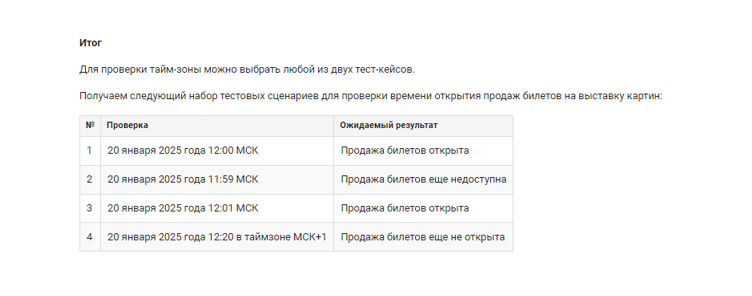 Итог
Для проверки тайм-зоны можно выбрать любой из двух тест-кейсов.
Получаем следующий набор тестовых сценариев для проверки времени открытия продаж билетов на выставку картин:
№ Проверка Ожидаемый результат
1 20 января 2025 года 12:00 МСК Продажа билетов открыта
2 20 января 2025 года 11:59 МСК Продажа билетов еще недоступна
3 20 января 2025 года 12:01 МСК Продажа билетов открыта
4 20 января 2025 года 12:20 в таймзоне МСК+1 Продажа билетов еще не открыта